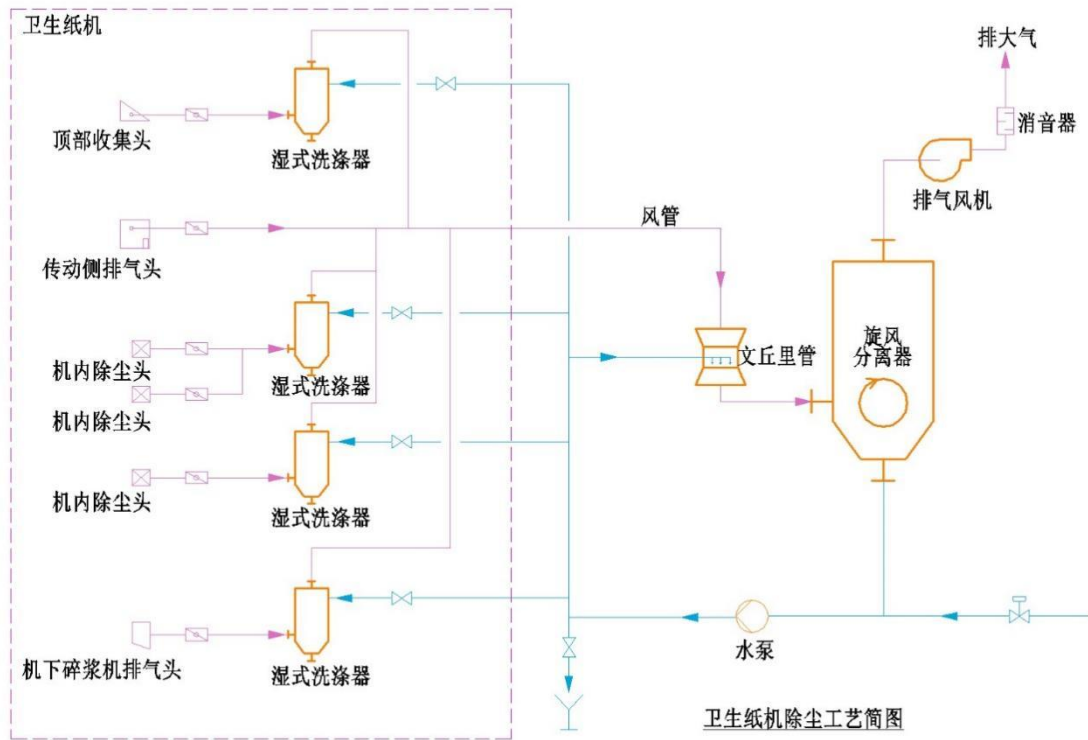 卫生纸机
排大气
消音器
顶部收集头
湿式洗涤器
排气风机
风管
传动侧排气头
旋风
分离器
文丘里管
机内除尘头
湿式洗涤器
机内除尘头
机内除尘头
湿式洗涤器
水泵
机下碎浆机排气头
湿式洗涤器
卫生纸机除尘工艺简图